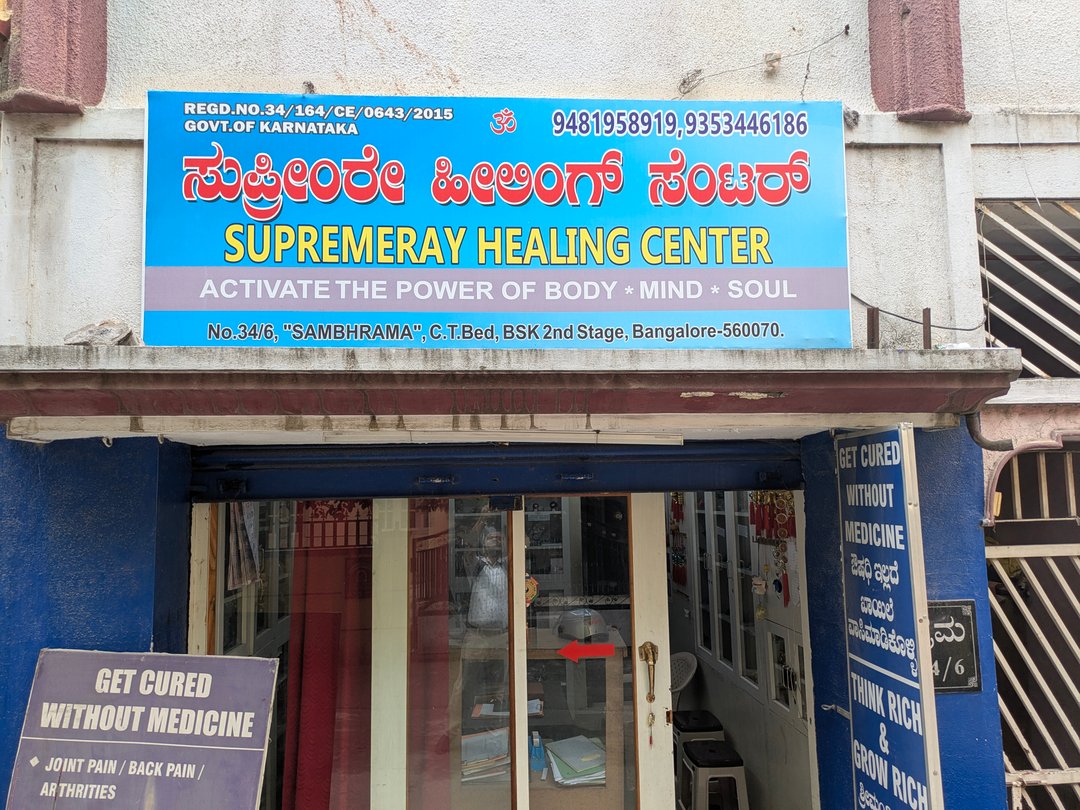 REGD.NO.34/164/CE/0643/2015
GOVT.OF KARNATAKA
ॐ
9481958919,9353446186
ಸುಪ್ರೀಂರೇ ಹೀಲಿಂಗ್ ಸೆಂಟರ್
SUPREMERAY HEALING CENTER
ACTIVATE THE POWER OF BODY * MIND * SOUL
No.34/6, "SAMBHRAMA", C.T.Bed, BSK 2nd Stage, Bangalore-560070.
GET CURED
WITHOUT MEDICINE
JOINT PAIN / BACK PAIN /
ARTHRITIES
GET CURED
WITHOUT
MEDICINE
ಔಷಧಿ ಇಲ್ಲದೆ
ಖಾಯಿಲೆ
ವಾಸಿಮಾಡಿಕೊಳ್ಳಿ
THINK RICH
&
GROW RICH
4/6